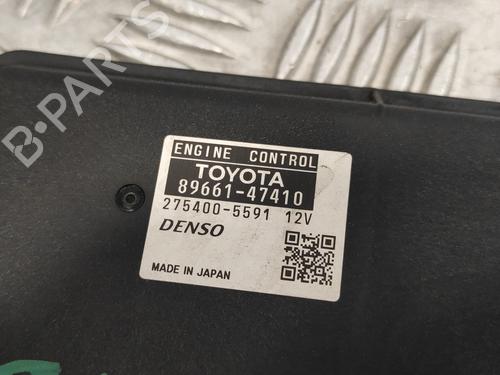 B-PARTS
ENGINE CONTROL
TOYOTA
89661-47410
275400-5591 12V
DENSO
MADE IN JAPAN